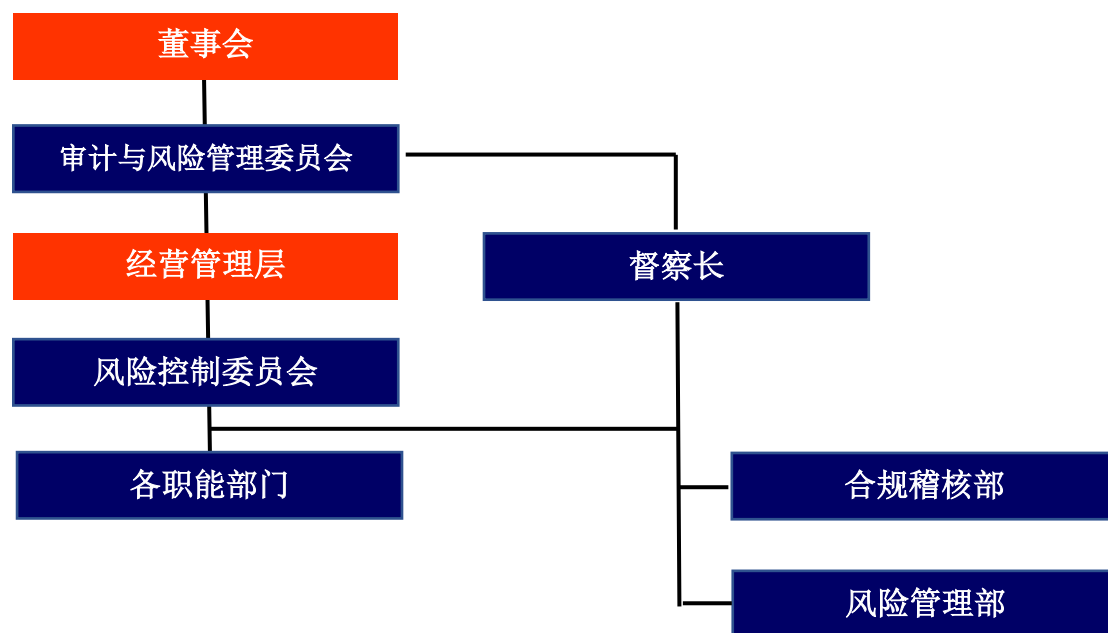 董事会
审计与风险管理委员会
经营管理层
督察长
风险控制委员会
各职能部门
合规稽核部
风险管理部